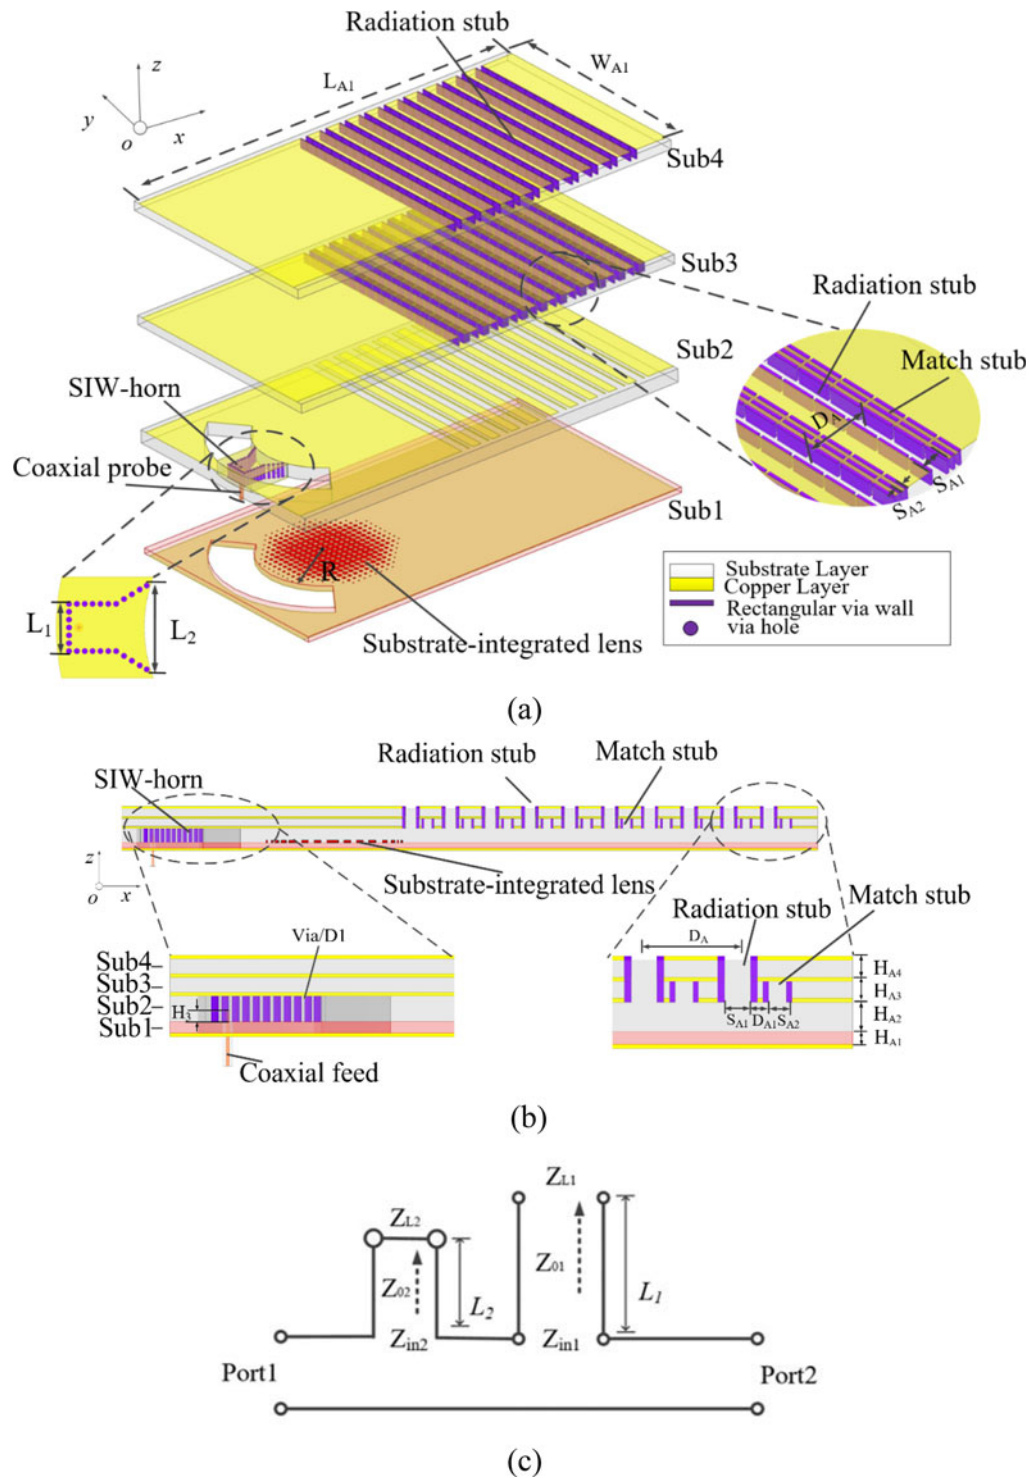 Radiation stub
L_A1
W_A1
z
y
o
x
Sub4
Sub3
Radiation stub
Sub2
Match stub
SIW-horn
D_A
Coaxial probe
S_A1
S_A2
Sub1
R
Substrate Layer
Copper Layer
Rectangular via wall
via hole
L_1
L_2
Substrate-integrated lens
(a)
Radiation stub
Match stub
SIW-horn
z
o
x
Substrate-integrated lens
Radiation stub
Match stub
Via/D1
D_A
Sub4
Sub3
Sub2
Sub1
H_3
H_A4
H_A3
H_A2
H_A1
S_A1
D_A1
S_A2
Coaxial feed
(b)
Z_L1
Z_L2
Z_01
Z_02
L_2
L_1
Z_in2
Z_in1
Port1
Port2
(c)